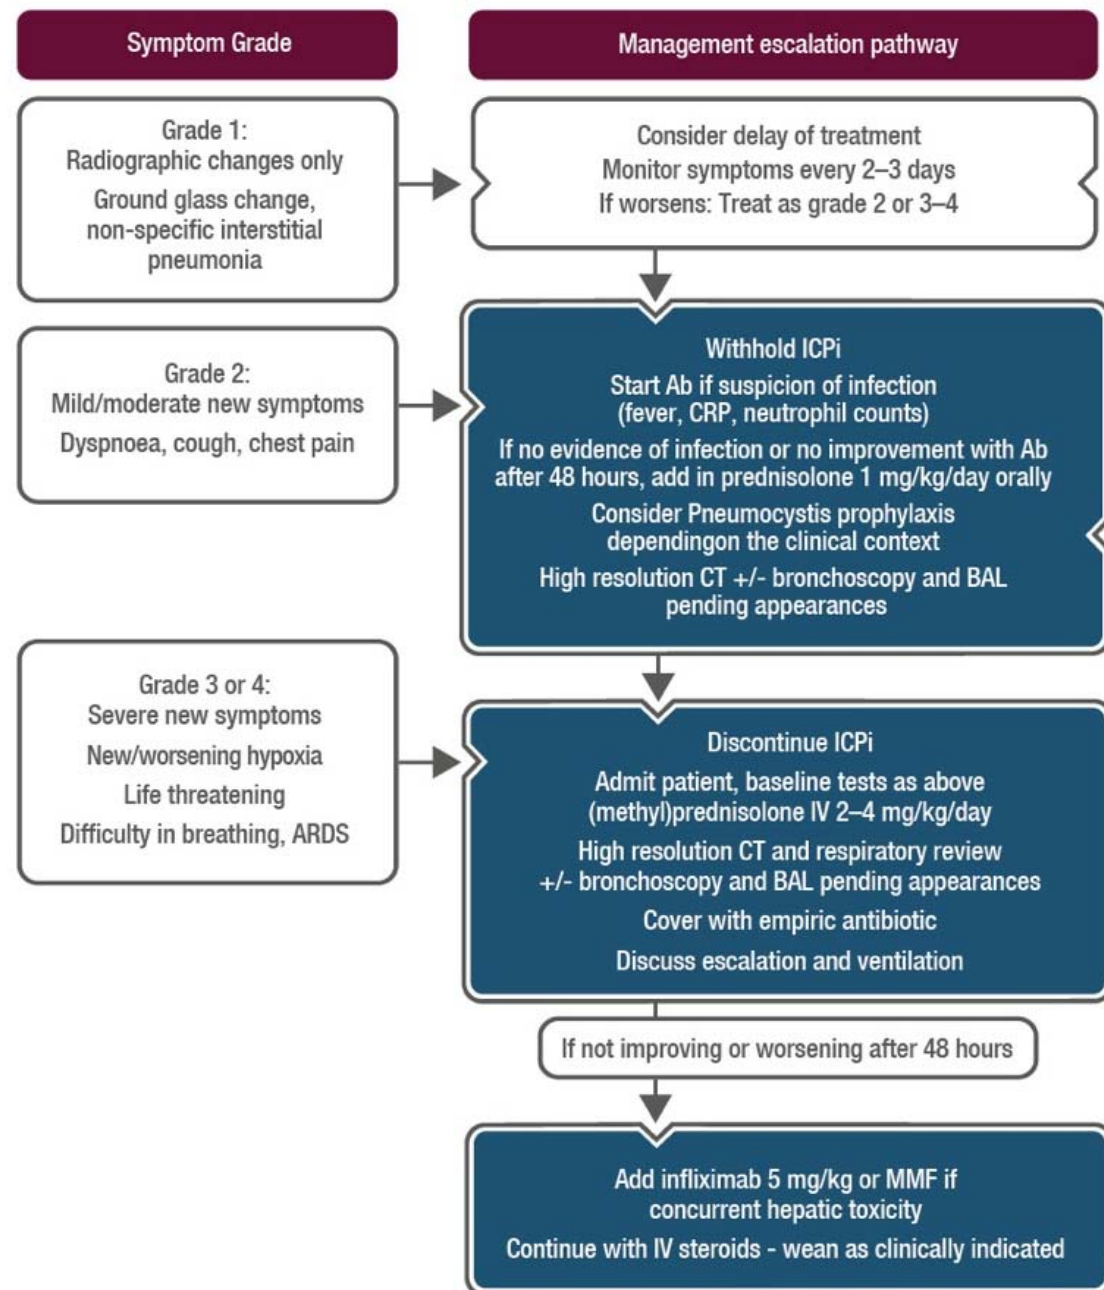 Symptom Grade
Management escalation pathway
Grade 1:
Radiographic changes only
Ground glass change,
non-specific interstitial
pneumonia
Consider delay of treatment
Monitor symptoms every 2–3 days
If worsens: Treat as grade 2 or 3–4
Grade 2:
Mild/moderate new symptoms
Dyspnoea, cough, chest pain
Withhold ICPi
Start Ab if suspicion of infection
(fever, CRP, neutrophil counts)
If no evidence of infection or no improvement with Ab
after 48 hours, add in prednisolone 1 mg/kg/day orally
Consider Pneumocystis prophylaxis
dependingon the clinical context
High resolution CT +/- bronchoscopy and BAL
pending appearances
Grade 3 or 4:
Severe new symptoms
New/worsening hypoxia
Life threatening
Difficulty in breathing, ARDS
Discontinue ICPi
Admit patient, baseline tests as above
(methyl)prednisolone IV 2–4 mg/kg/day
High resolution CT and respiratory review
+/- bronchoscopy and BAL pending appearances
Cover with empiric antibiotic
Discuss escalation and ventilation
If not improving or worsening after 48 hours
Add infliximab 5 mg/kg or MMF if
concurrent hepatic toxicity
Continue with IV steroids - wean as clinically indicated